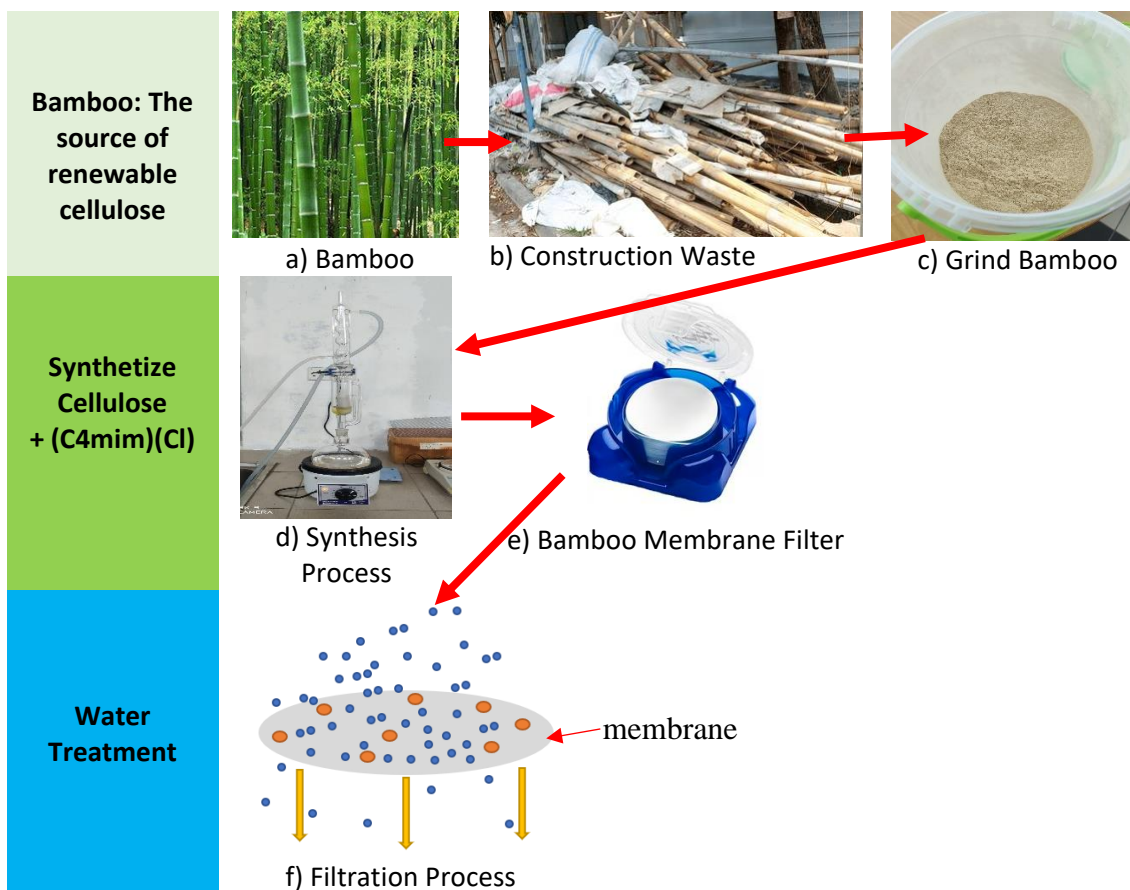 Bamboo: The
source of
renewable
cellulose
a) Bamboo
b) Construction Waste
c) Grind Bamboo
Synthetize
Cellulose
+ (C4mim)(Cl)
d) Synthesis
Process
e) Bamboo Membrane Filter
Water
Treatment
membrane
f) Filtration Process